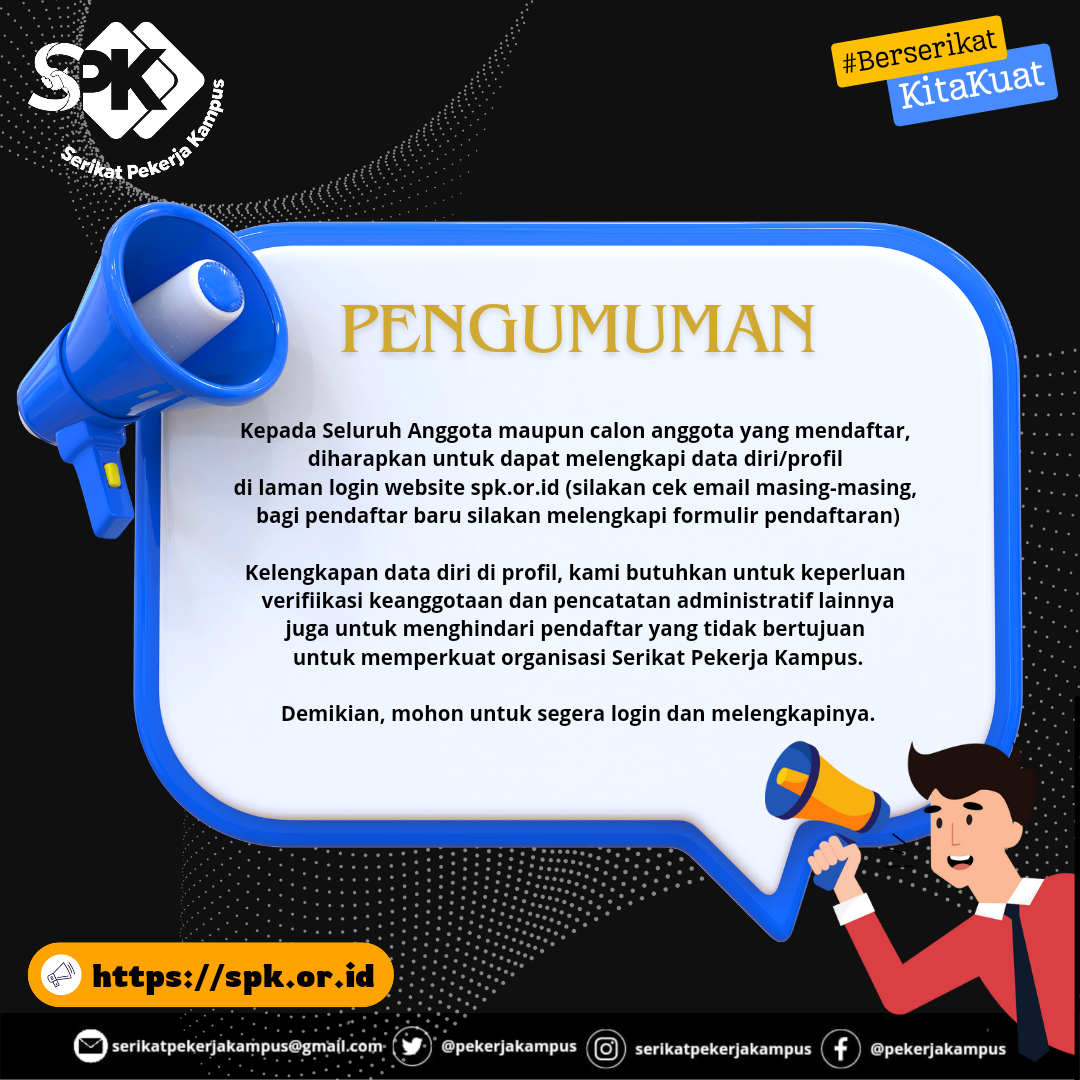 SPK
Serikat Pekerja Kampus
#Berserikat
KitaKuat
PENGUMUMAN
Kepada Seluruh Anggota maupun calon anggota yang mendaftar,
diharapkan untuk dapat melengkapi data diri/profil
di laman login website spk.or.id (silakan cek email masing-masing,
bagi pendaftar baru silakan melengkapi formulir pendaftaran)
Kelengkapan data diri di profil, kami butuhkan untuk keperluan
verifiikasi keanggotaan dan pencatatan administratif lainnya
juga untuk menghindari pendaftar yang tidak bertujuan
untuk memperkuat organisasi Serikat Pekerja Kampus.
Demikian, mohon untuk segera login dan melengkapinya.
https://spk.or.id
serikatpekerjakampus@gmail.com @pekerjakampus serikatpekerjakampus @pekerjakampus